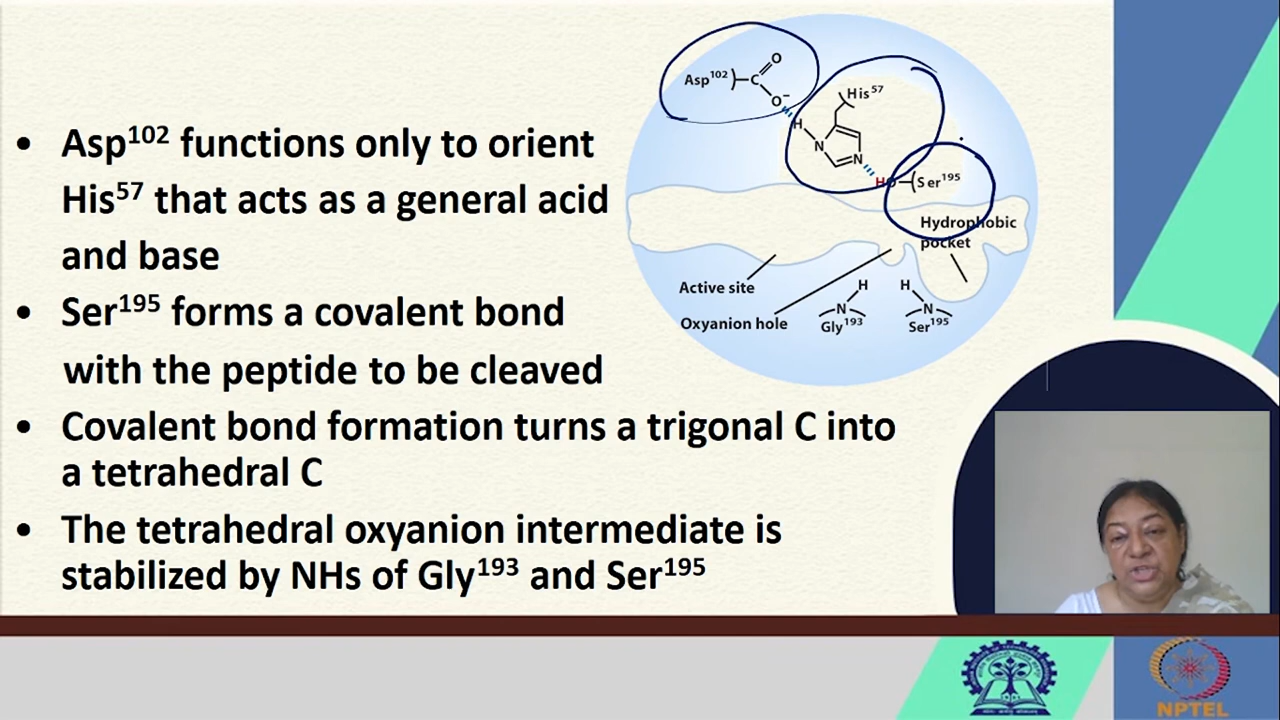 • Asp¹⁰² functions only to orient
His⁵⁷ that acts as a general acid
and base
• Ser¹⁹⁵ forms a covalent bond
with the peptide to be cleaved
• Covalent bond formation turns a trigonal C into
a tetrahedral C
• The tetrahedral oxyanion intermediate is
stabilized by NHs of Gly¹⁹³ and Ser¹⁹⁵
Asp¹⁰²
C
O
O⁻
His⁵⁷
H
N
N
HO
Ser¹⁹⁵
Hydrophobic
pocket
Active site
Oxyanion hole
H
N
Gly¹⁹³
H
N
Ser¹⁹⁵
NPTEL